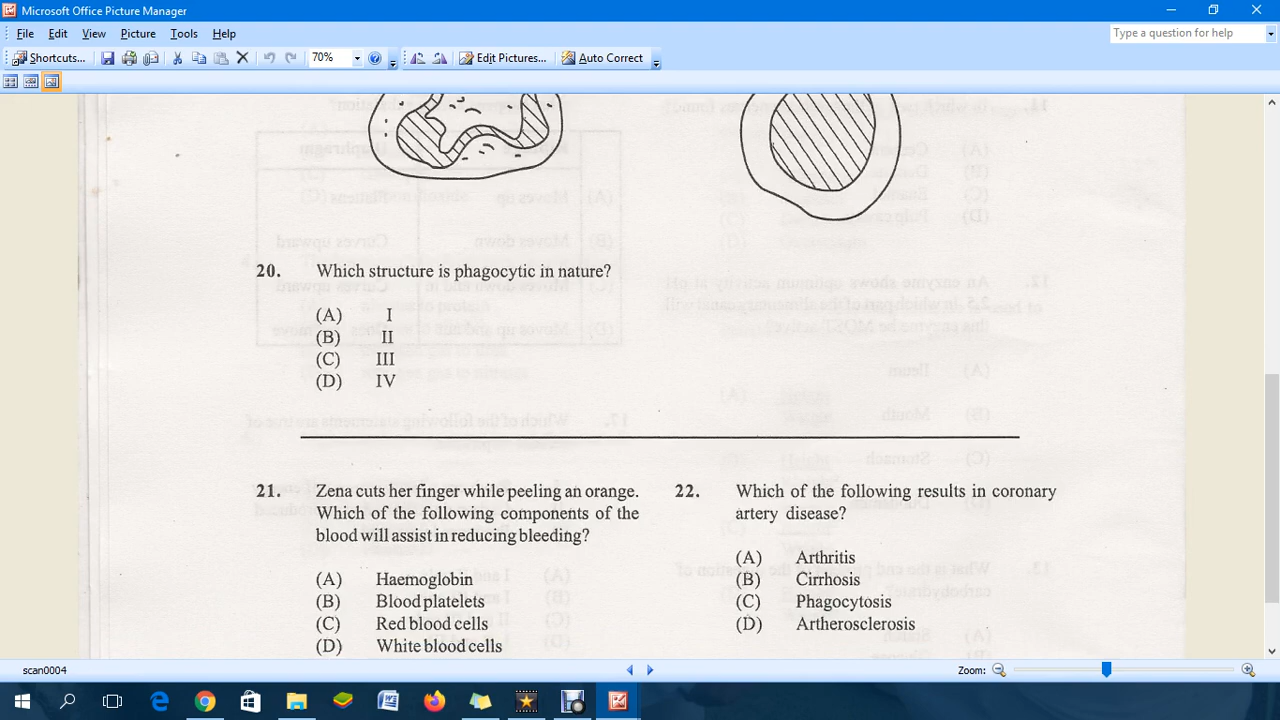 Microsoft Office Picture Manager
File Edit View Picture Tools Help
Type a question for help
Shortcuts...
70%
Edit Pictures...
Auto Correct
20. Which structure is phagocytic in nature?
(A) I
(B) II
(C) III
(D) IV
21. Zena cuts her finger while peeling an orange.
Which of the following components of the
blood will assist in reducing bleeding?
(A) Haemoglobin
(B) Blood platelets
(C) Red blood cells
(D) White blood cells
22. Which of the following results in coronary
artery disease?
(A) Arthritis
(B) Cirrhosis
(C) Phagocytosis
(D) Artherosclerosis
scan0004
Zoom: